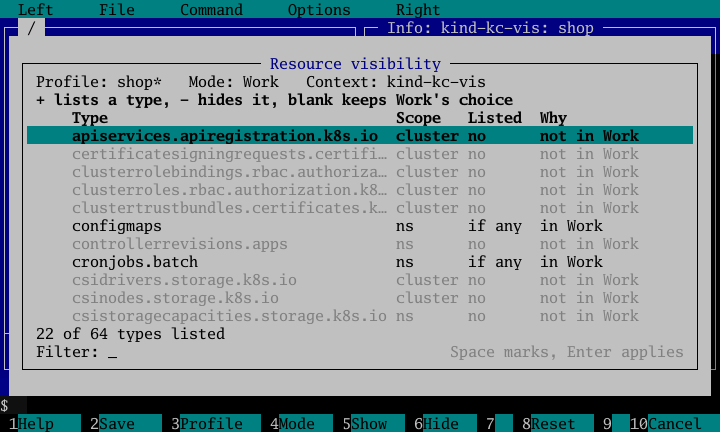 Left File Command Options Right
/ Info: kind-kc-vis: shop
Resource visibility
Profile: shop* Mode: Work Context: kind-kc-vis
+ lists a type, - hides it, blank keeps Work's choice
Type Scope Listed Why
apiservices.apiregistration.k8s.io cluster no not in Work
certificatesigningrequests.certifi… cluster no not in Work
clusterrolebindings.rbac.authoriza… cluster no not in Work
clusterroles.rbac.authorization.k8… cluster no not in Work
clustertrustbundles.certificates.k… cluster no not in Work
configmaps ns if any in Work
controllerrevisions.apps ns no not in Work
cronjobs.batch ns if any in Work
csidrivers.storage.k8s.io cluster no not in Work
csinodes.storage.k8s.io cluster no not in Work
csistoragecapacities.storage.k8s.io ns no not in Work
22 of 64 types listed
Filter: _ Space marks, Enter applies
$
1Help 2Save 3Profile 4Mode 5Show 6Hide 7 8Reset 9 10Cancel